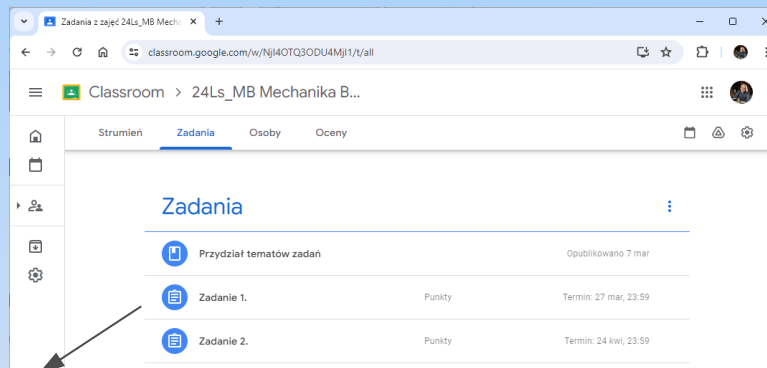 Zadania z zajęć 24Ls_MB Mecha
classroom.google.com/w/NjI4OTQ3ODU4MjI1/t/all
Classroom > 24Ls_MB Mechanika B...
Strumień Zadania Osoby Oceny
Zadania
Przydział tematów zadań Opublikowano 7 mar
Zadanie 1. Punkty Termin: 27 mar, 23:59
Zadanie 2. Punkty Termin: 24 kwi, 23:59